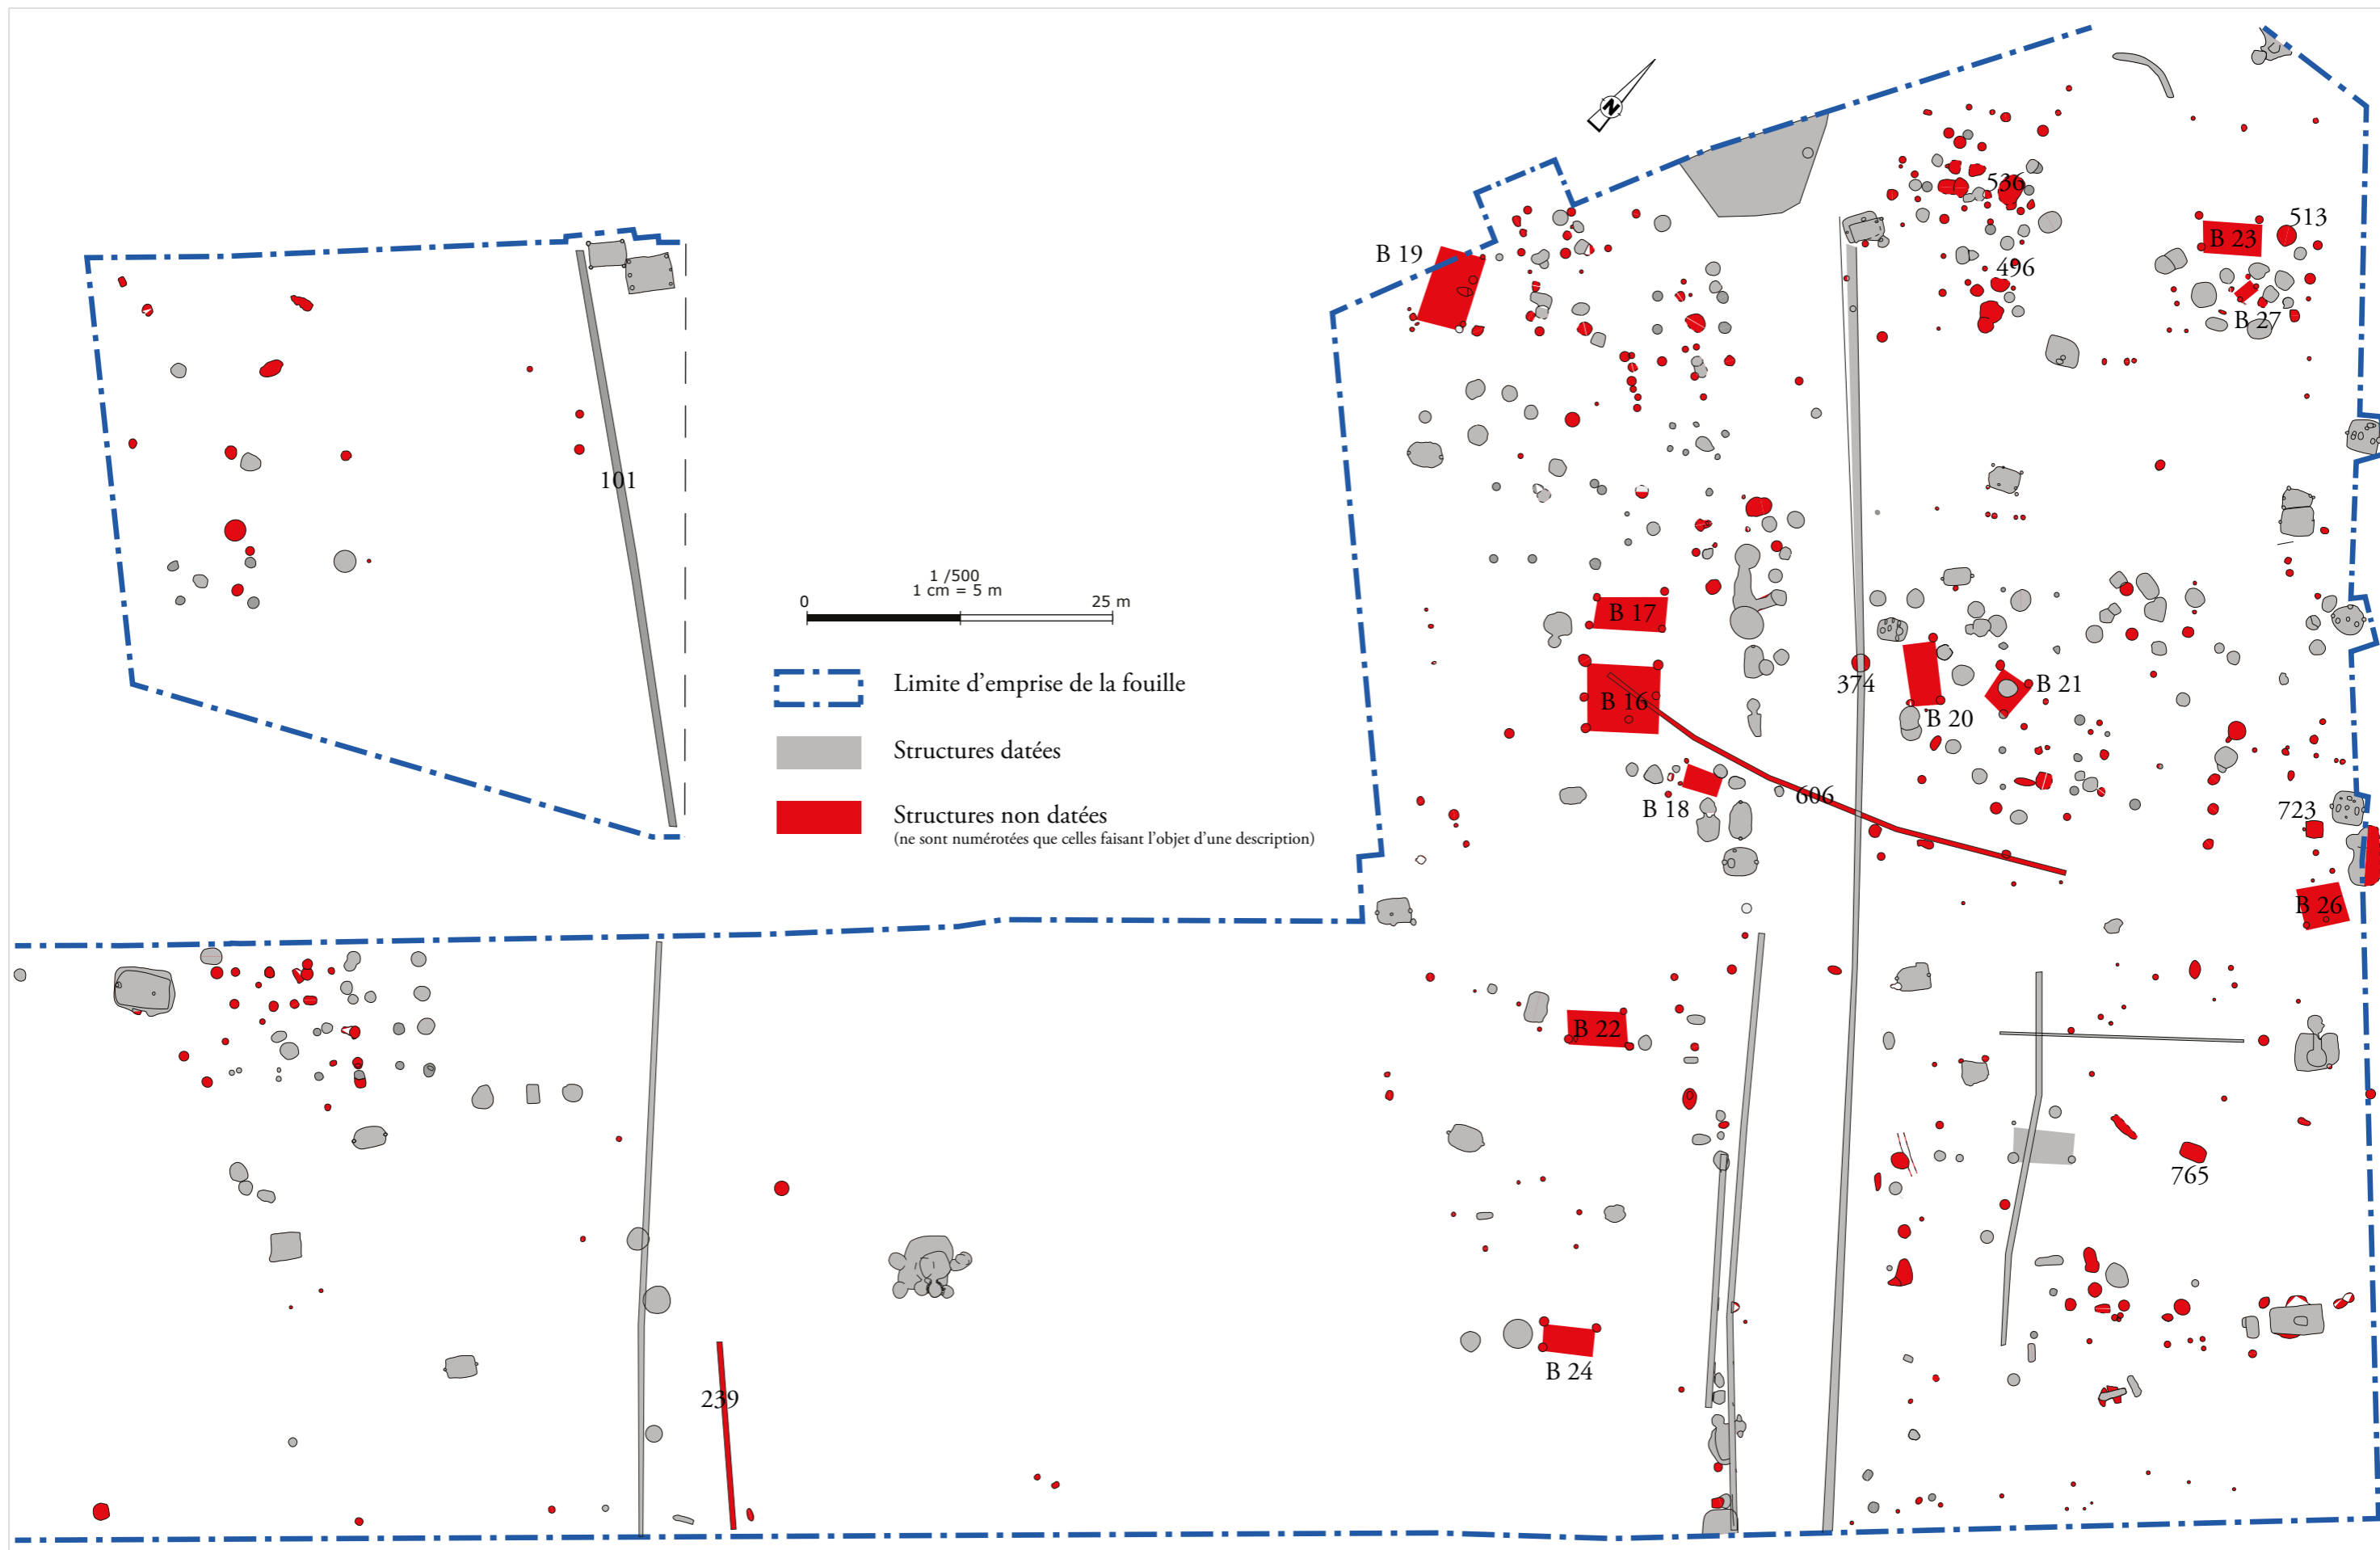 N
536
513
B 23
B 19
496
B 27
101
1 /500
1 cm = 5 m
0
25 m
B 17
Limite d’emprise de la fouille
374
B 21
B 16
B 20
Structures datées
606
B 18
723
Structures non datées
(ne sont numérotées que celles faisant l’objet d’une description)
B 26
B 22
765
B 24
239